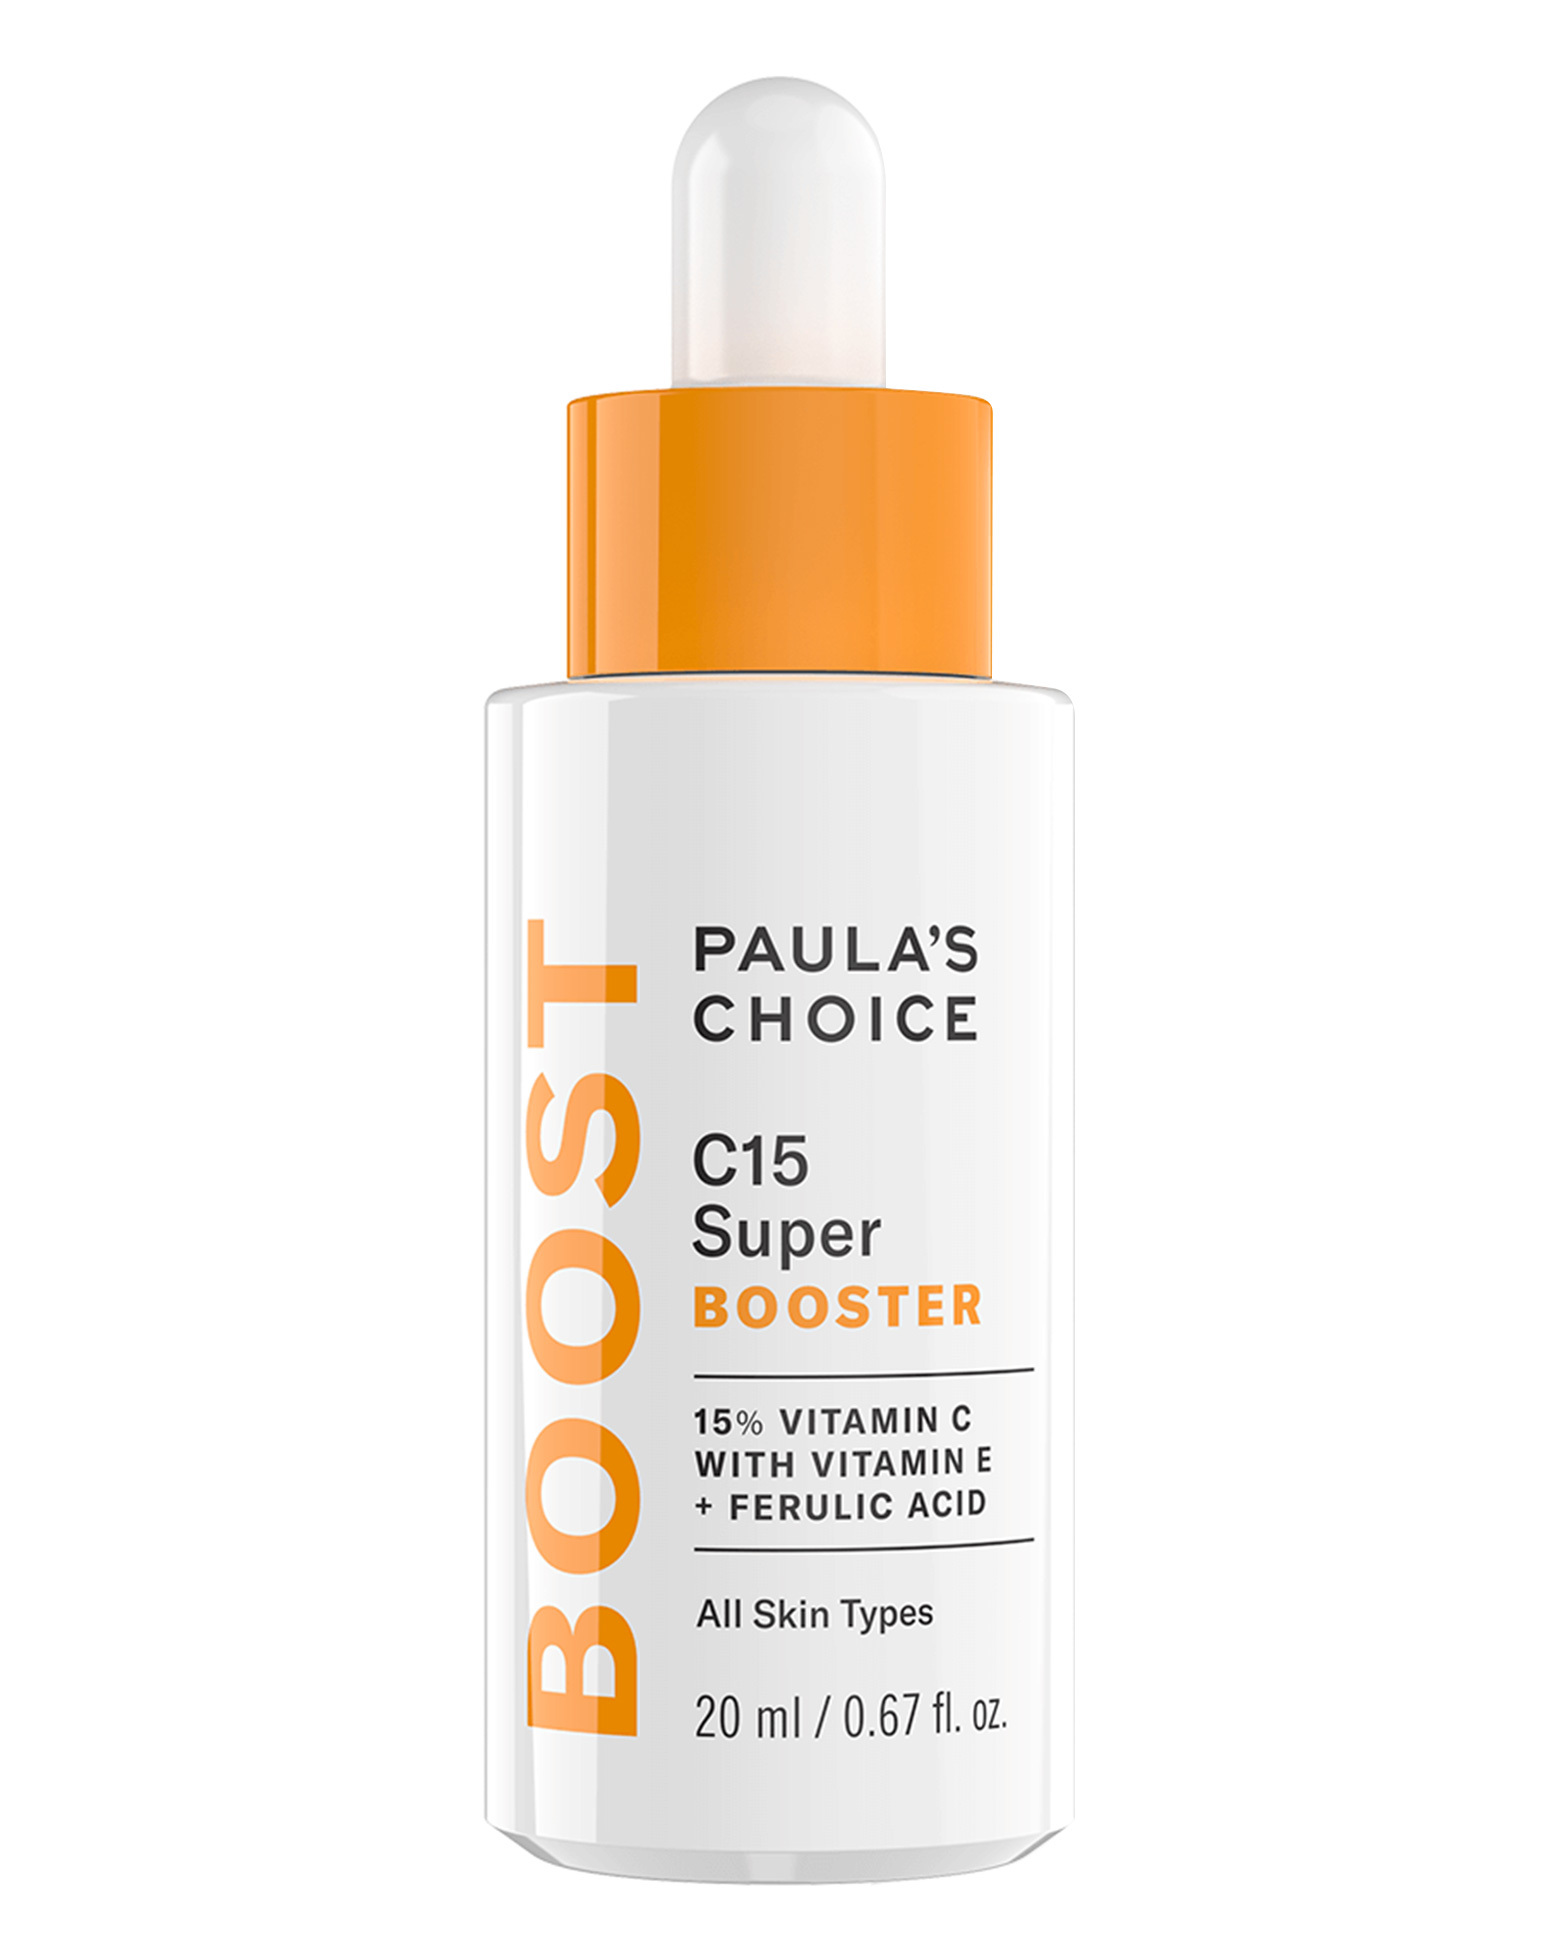 BOOST
PAULA'S
CHOICE
C15
Super
BOOSTER
15% VITAMIN C
WITH VITAMIN E
+ FERULIC ACID
All Skin Types
20 ml / 0.67 fl. oz.